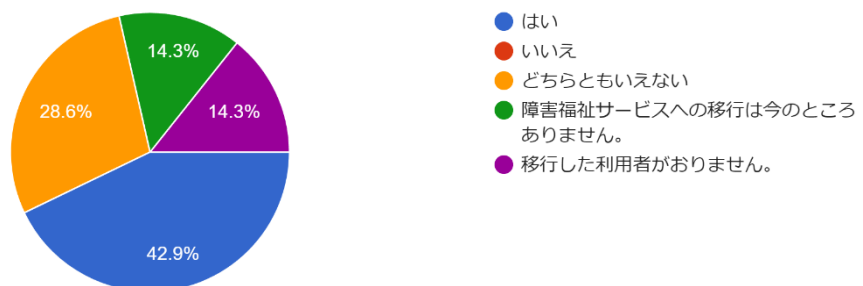 14.3%
28.6%
14.3%
42.9%
はい
いいえ
どちらともいえない
障害福祉サービスへの移行は今のところ
ありません。
移行した利用者がおりません。